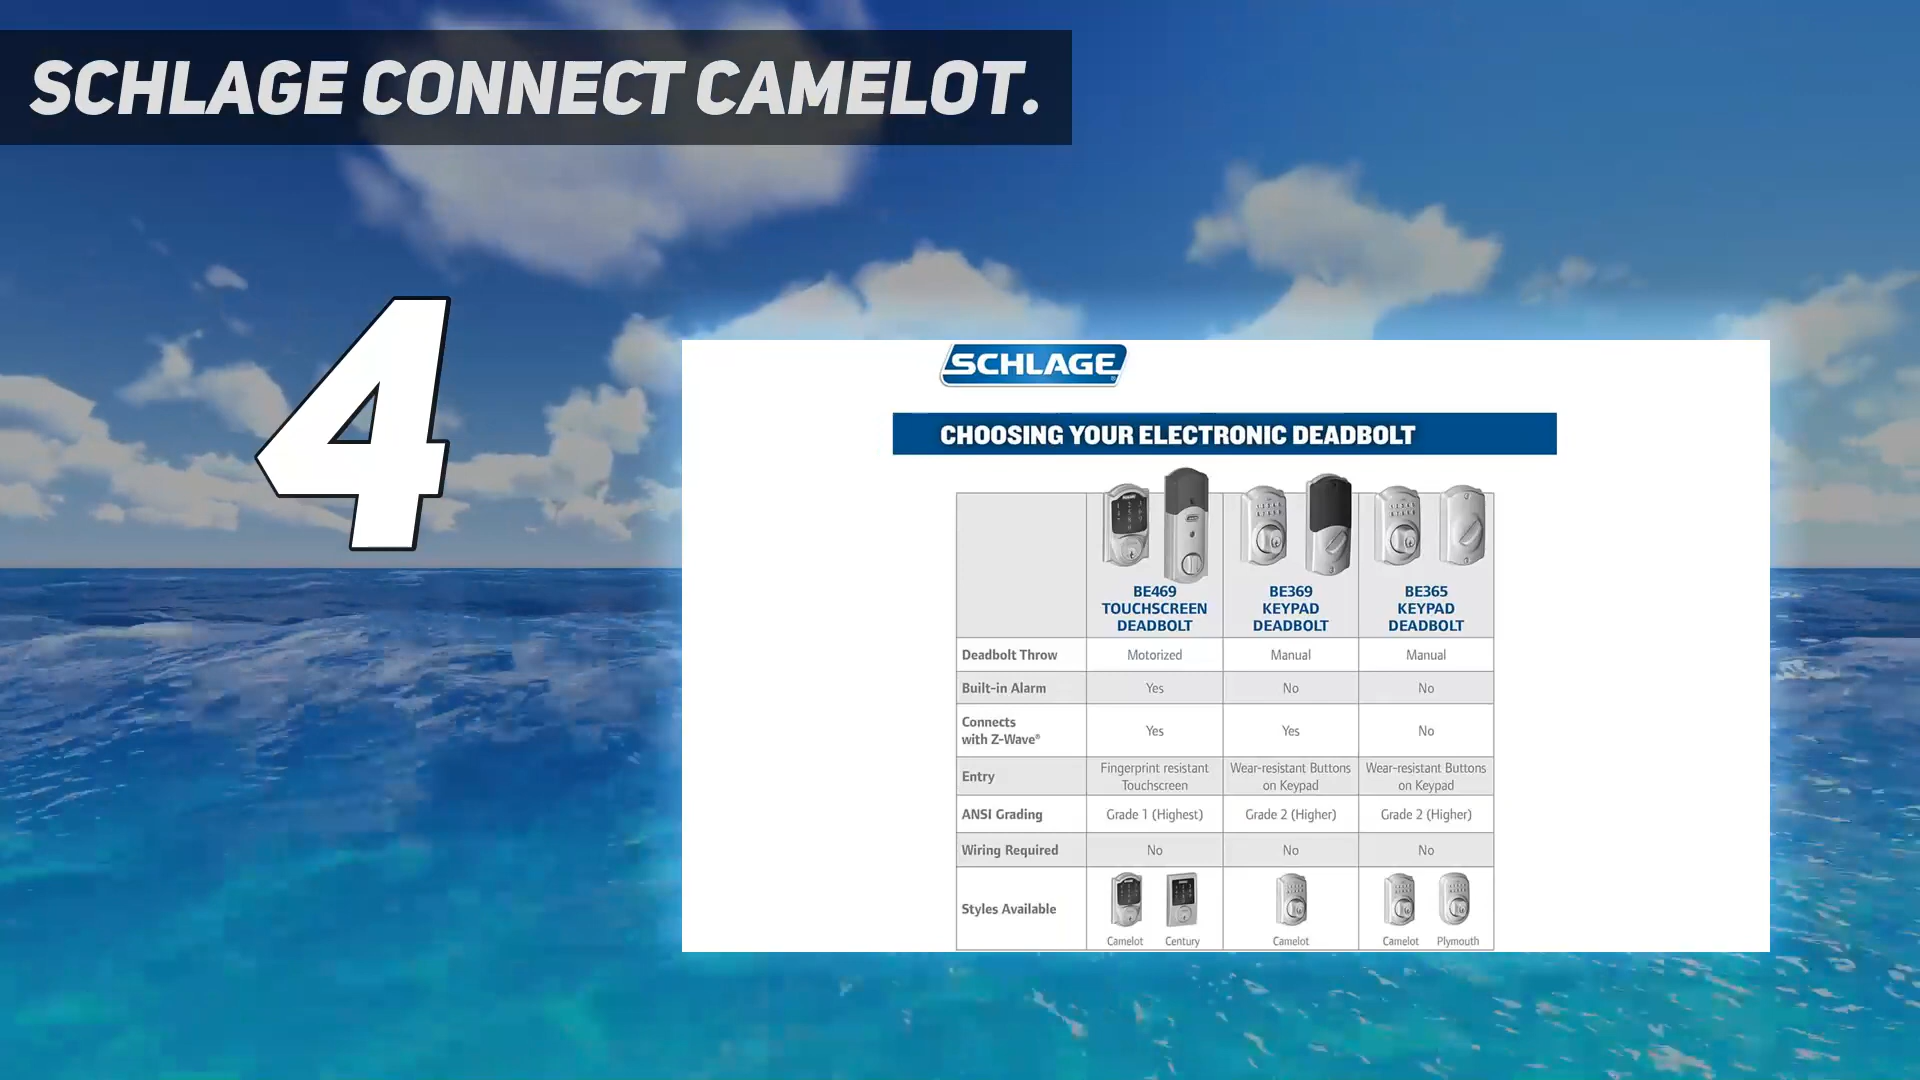 SCHLAGE CONNECT CAMELOT.
4
SCHLAGE
CHOOSING YOUR ELECTRONIC DEADBOLT
BE469
TOUCHSCREEN
DEADBOLT
BE369
KEYPAD
DEADBOLT
BE365
KEYPAD
DEADBOLT
Deadbolt Throw Motorized Manual Manual
Built-in Alarm Yes No No
Connects
with Z-Wave® Yes Yes No
Entry Fingerprint resistant
Touchscreen Wear-resistant Buttons
on Keypad Wear-resistant Buttons
on Keypad
ANSI Grading Grade 1 (Highest) Grade 2 (Higher) Grade 2 (Higher)
Wiring Required No No No
Styles Available
Camelot Century Camelot Camelot Plymouth